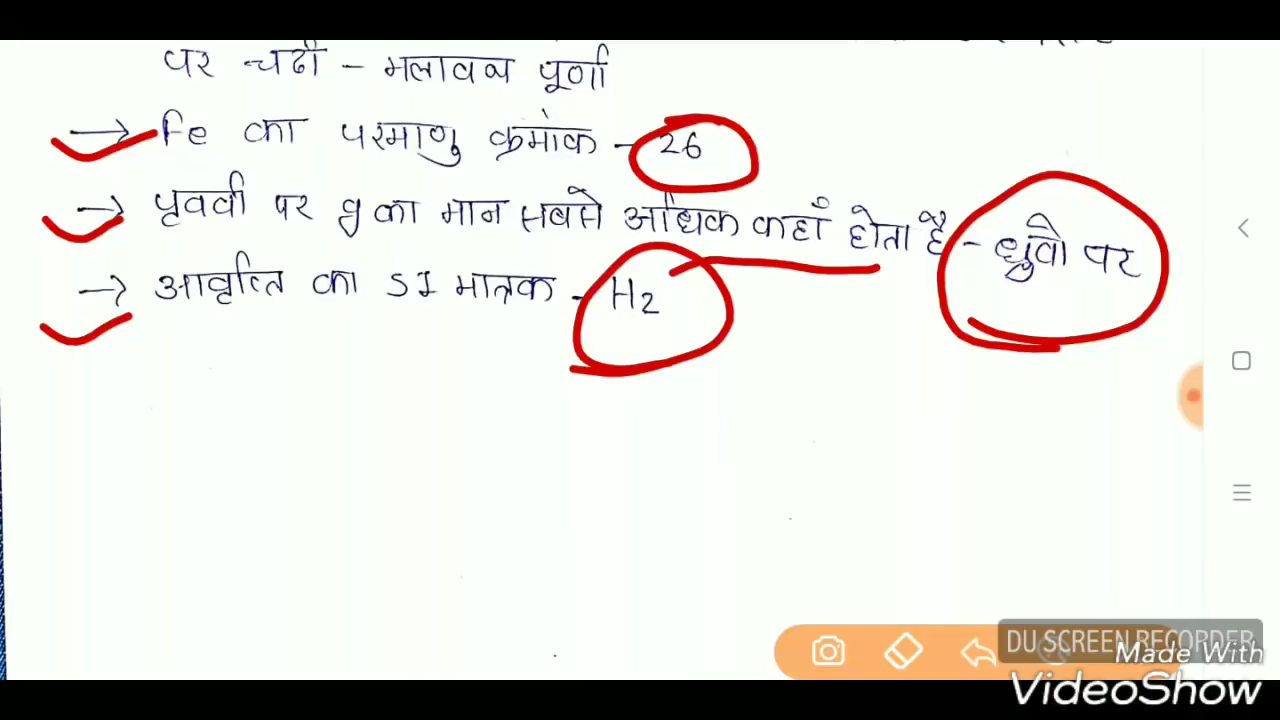 पर चढी - मलावन्न पूर्णा
→ Fe का परमाणु क्रमांक - 26
→ पृववी पर g का मान सबसे अधिक कहाँ होता है - ध्रुवो पर
→ आवृत्ति का SI मात्रक - Hz
DU SCREEN RECORDER
Made With
VideoShow